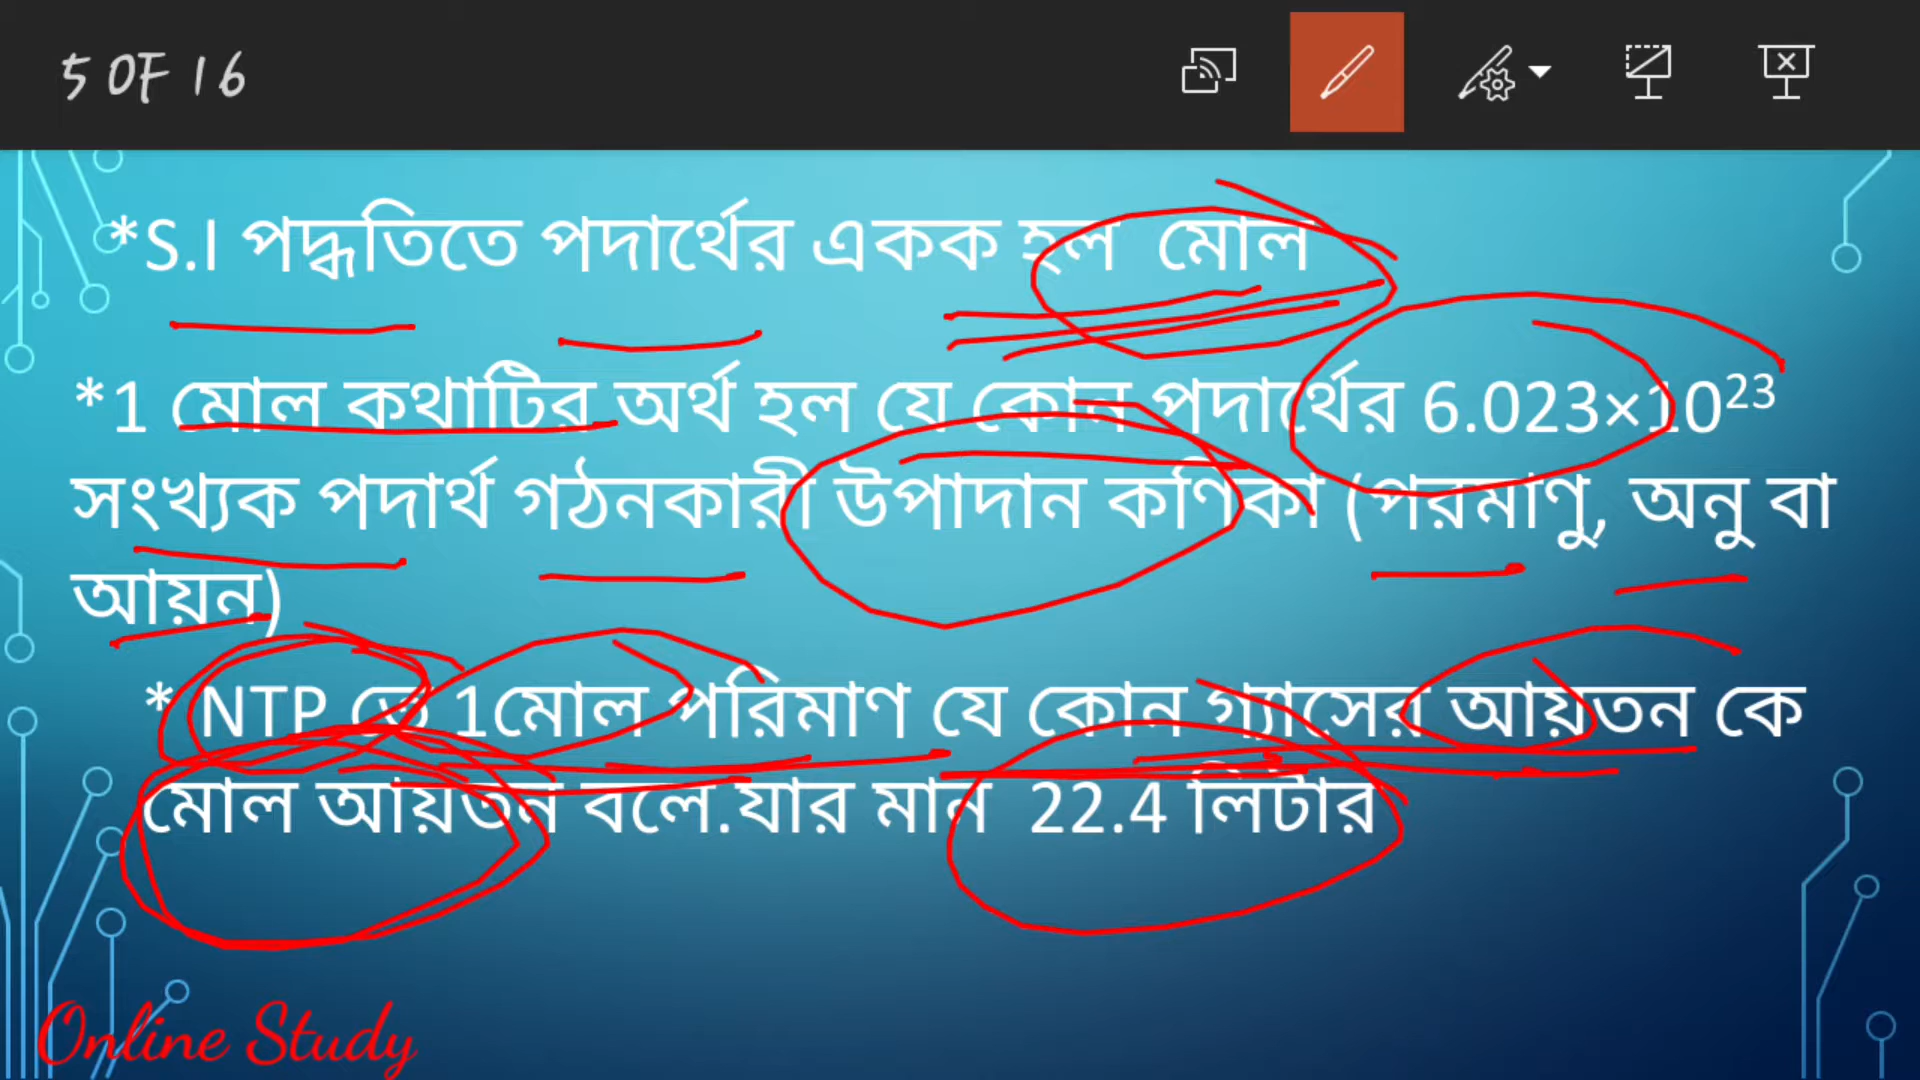 5 OF 16
*S.I পদ্ধতিতে পদার্থের একক হল মোল
*1 মোল কথাটির অর্থ হল যে কোন পদার্থের 6.023×10²³
সংখ্যক পদার্থ গঠনকারী উপাদান কণিকা (পরমাণু, অনু বা
আয়ন)
* NTP তে 1মোল পরিমাণ যে কোন গ্যাসের আয়তন কে
মোল আয়তন বলে.যার মান 22.4 লিটার
Online Study